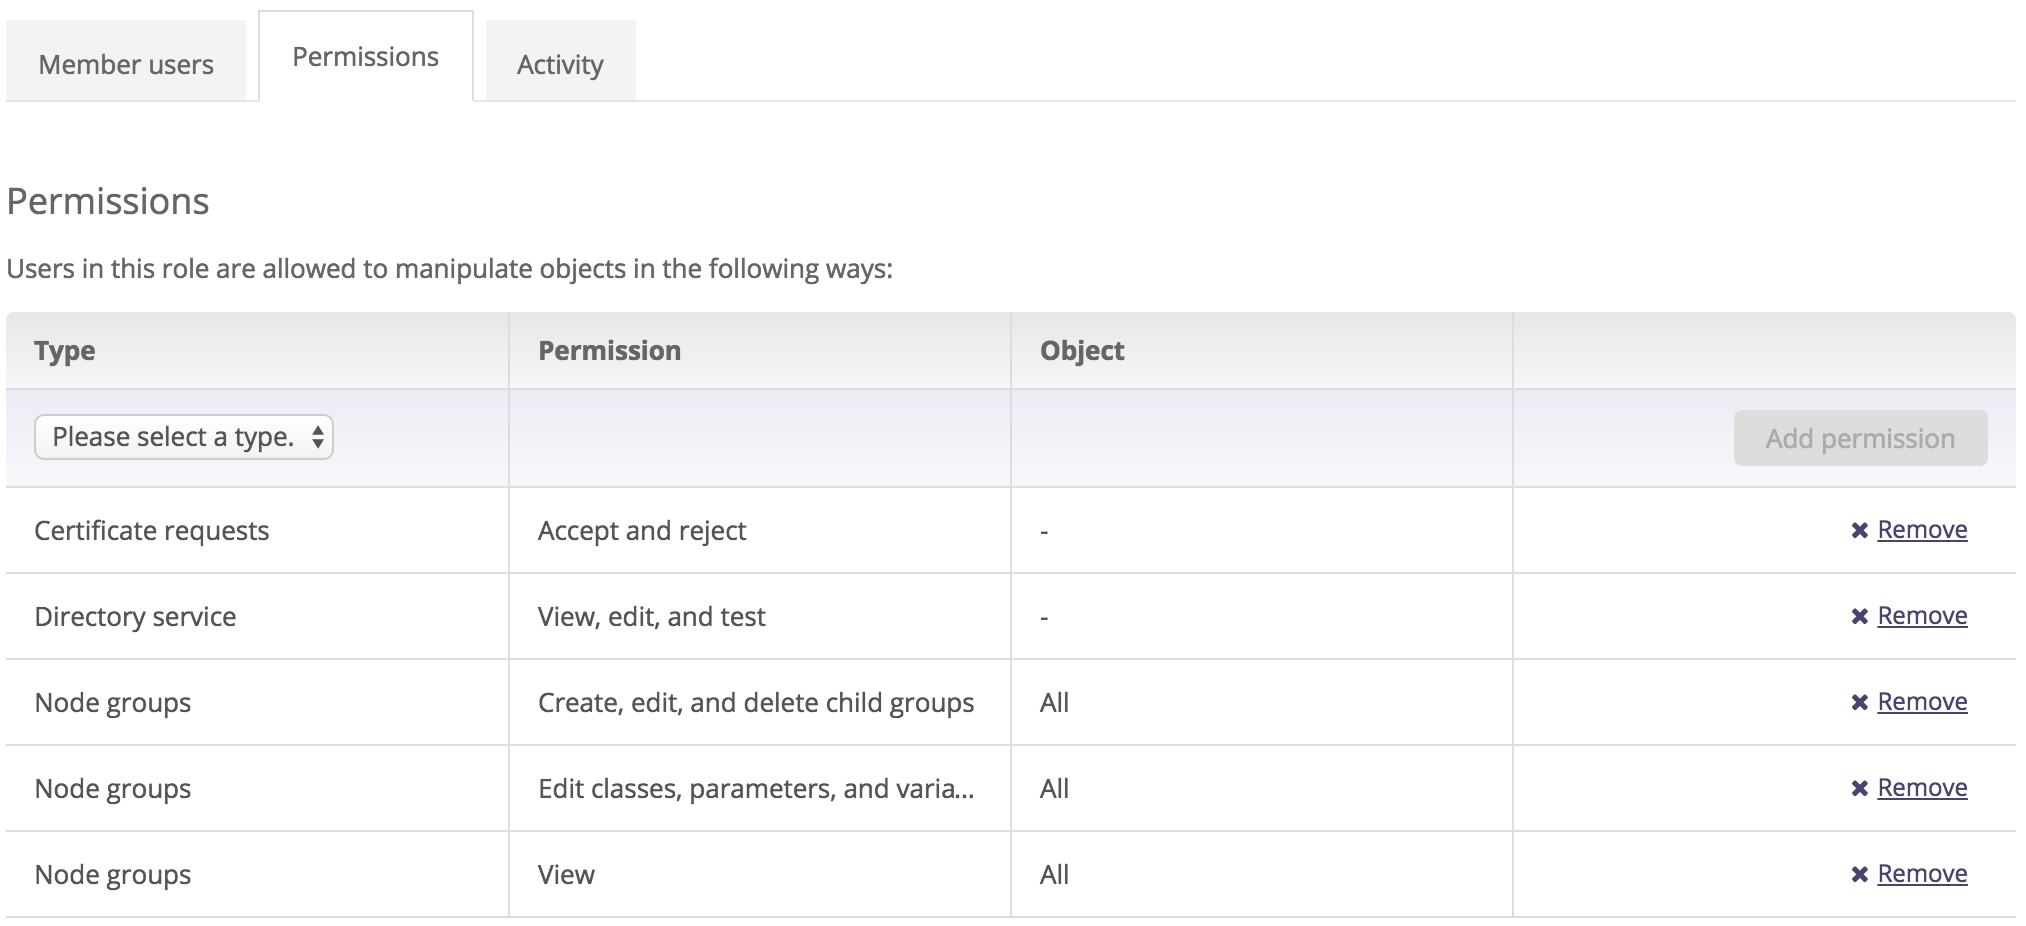 Member users
Permissions
Activity
Permissions
Users in this role are allowed to manipulate objects in the following ways:
Type Permission Object
Please select a type. Add permission
Certificate requests Accept and reject - Remove
Directory service View, edit, and test - Remove
Node groups Create, edit, and delete child groups All Remove
Node groups Edit classes, parameters, and varia... All Remove
Node groups View All Remove